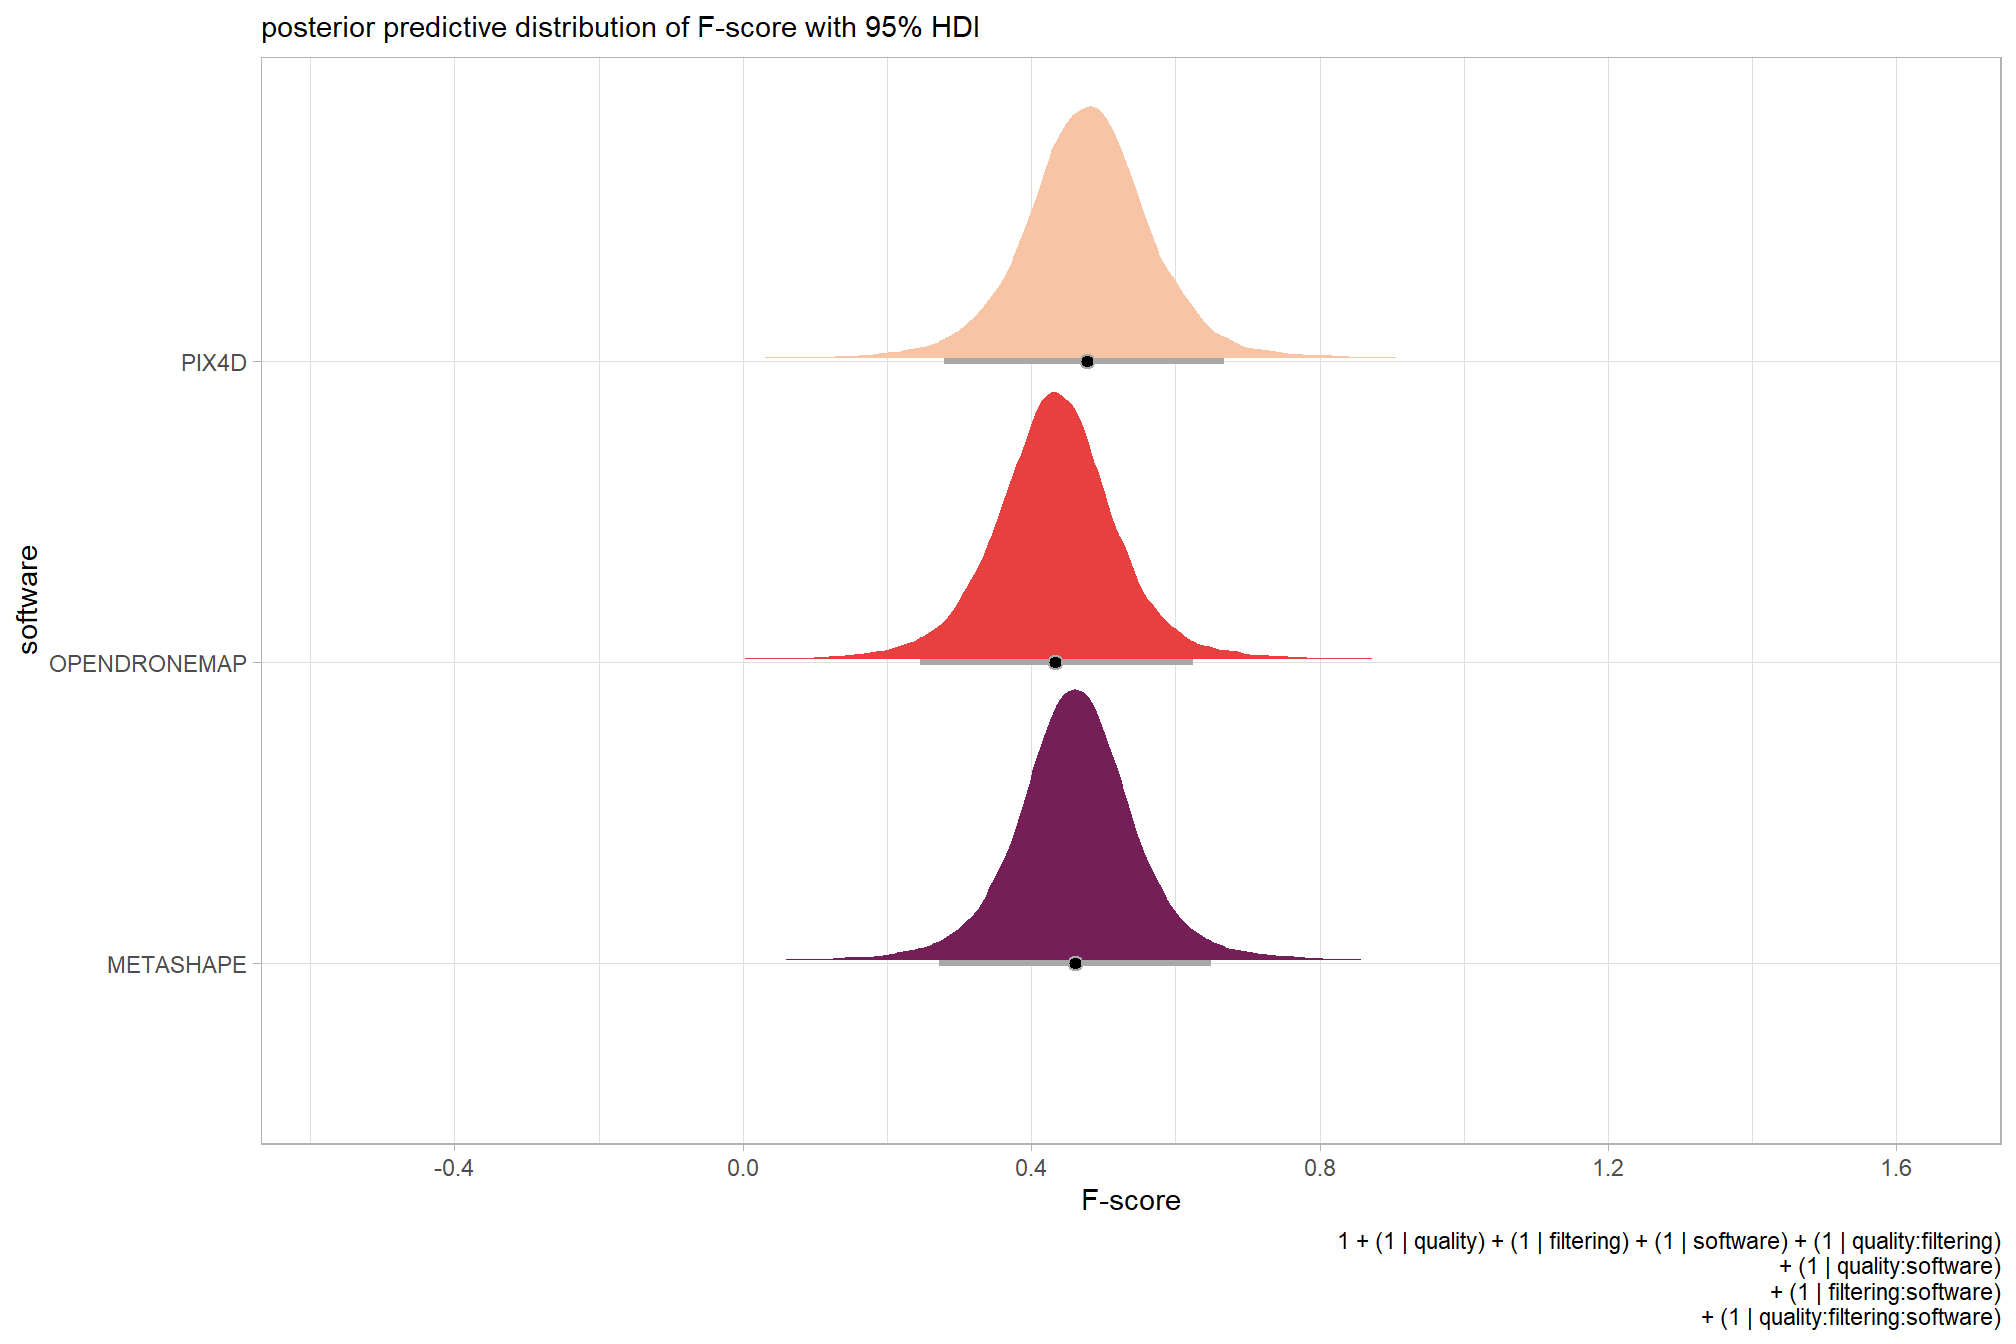 posterior predictive distribution of F-score with 95% HDI
software
PIX4D
OPENDRONEMAP
METASHAPE
-0.4 0.0 0.4 0.8 1.2 1.6
F-score
1 + (1 | quality) + (1 | filtering) + (1 | software) + (1 | quality:filtering)
+ (1 | quality:software)
+ (1 | filtering:software)
+ (1 | quality:filtering:software)